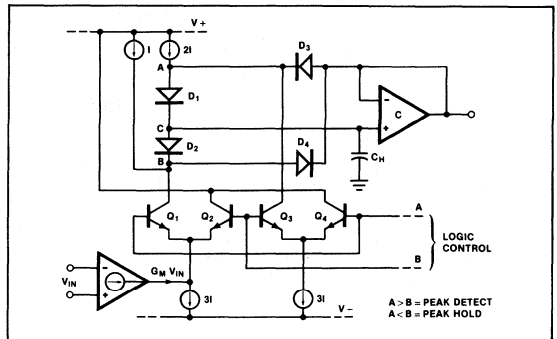 V+
I
2I
A
D3
D1
C
D2
B
D4
−
C
+
CH
Q1
Q2
Q3
Q4
A
B
LOGIC
CONTROL
VIN
−
+
GM VIN
3I
3I
V−
A > B = PEAK DETECT
A < B = PEAK HOLD